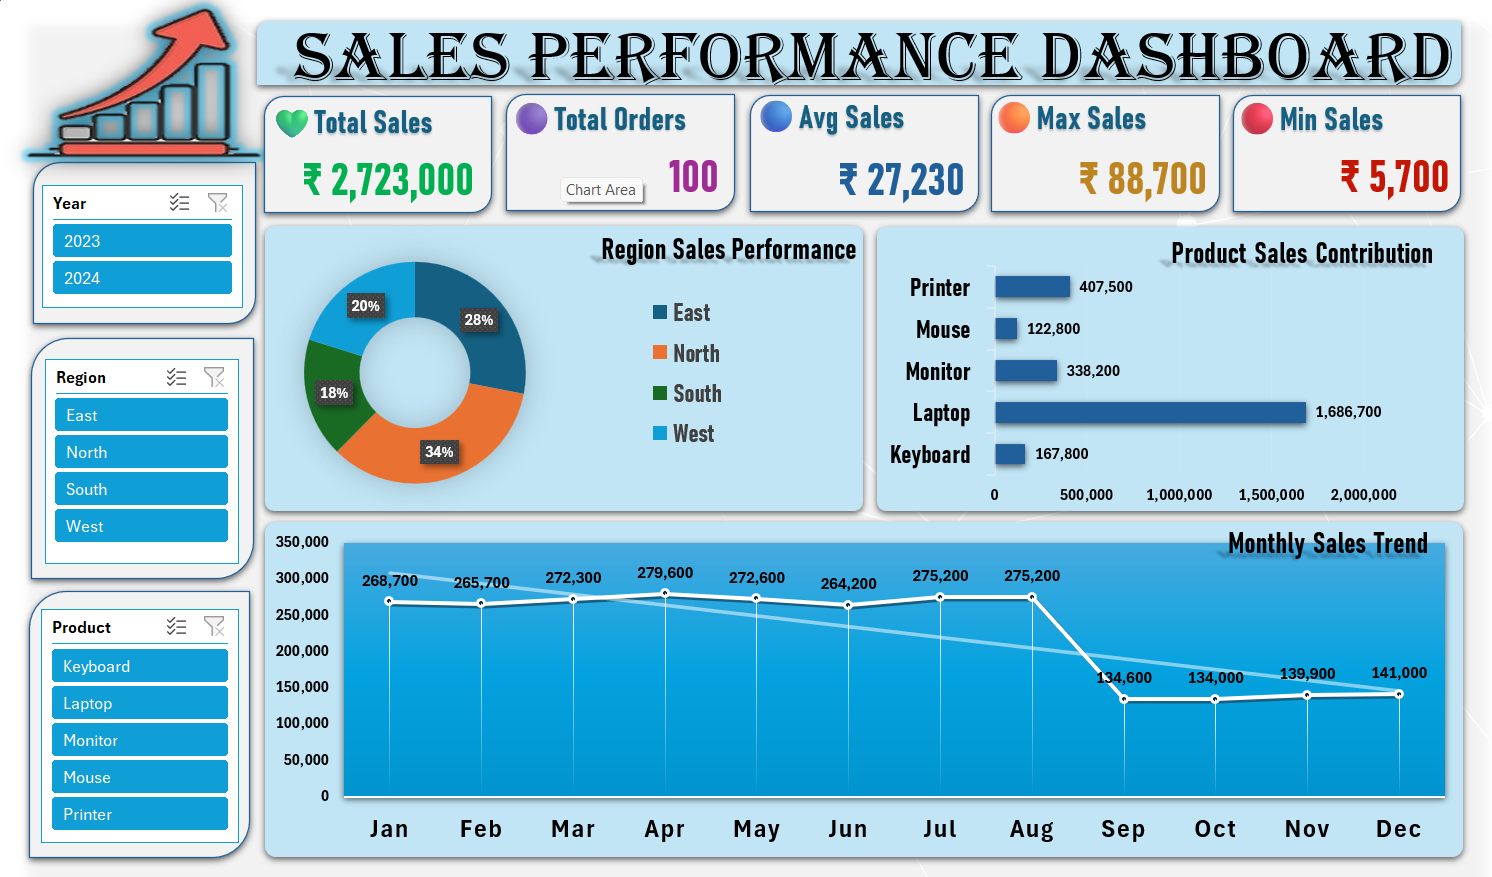 SALES PERFORMANCE DASHBOARD
Total Sales
₹ 2,723,000
Total Orders
100
Chart Area
Avg Sales
₹ 27,230
Max Sales
₹ 88,700
Min Sales
₹ 5,700
Year
2023
2024
Region
East
North
South
West
Product
Keyboard
Laptop
Monitor
Mouse
Printer
Region Sales Performance
20%
28%
18%
34%
East
North
South
West
Product Sales Contribution
Printer 407,500
Mouse 122,800
Monitor 338,200
Laptop 1,686,700
Keyboard 167,800
0 500,000 1,000,000 1,500,000 2,000,000
Monthly Sales Trend
350,000
300,000
250,000
200,000
150,000
100,000
50,000
0
268,700 265,700 272,300 279,600 272,600 264,200 275,200 275,200 134,600 134,000 139,900 141,000
Jan Feb Mar Apr May Jun Jul Aug Sep Oct Nov Dec